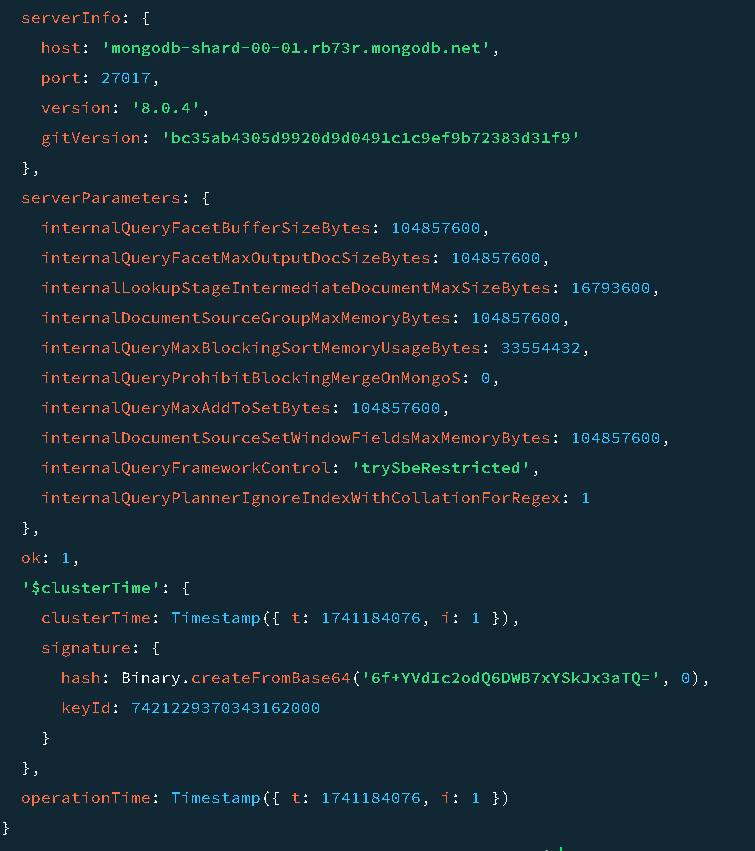 serverInfo: {
host: 'mongodb-shard-00-01.rb73r.mongodb.net',
port: 27017,
version: '8.0.4',
gitVersion: 'bc35ab4305d9920d9d0491c1c9ef9b72383d31f9'
},
serverParameters: {
internalQueryFacetBufferSizeBytes: 104857600,
internalQueryFacetMaxOutputDocSizeBytes: 104857600,
internalLookupStageIntermediateDocumentMaxSizeBytes: 16793600,
internalDocumentSourceGroupMaxMemoryBytes: 104857600,
internalQueryMaxBlockingSortMemoryUsageBytes: 33554432,
internalQueryProhibitBlockingMergeOnMongoS: 0,
internalQueryMaxAddToSetBytes: 104857600,
internalDocumentSourceSetWindowFieldsMaxMemoryBytes: 104857600,
internalQueryFrameworkControl: 'trySbeRestricted',
internalQueryPlannerIgnoreIndexWithCollationForRegex: 1
},
ok: 1,
'$clusterTime': {
clusterTime: Timestamp({ t: 1741184076, i: 1 }),
signature: {
hash: Binary.createFromBase64('6f+YVdIc2odQ6DWB7xYSkJx3aTQ=', 0),
keyId: 7421229370343162000
}
},
operationTime: Timestamp({ t: 1741184076, i: 1 })
}